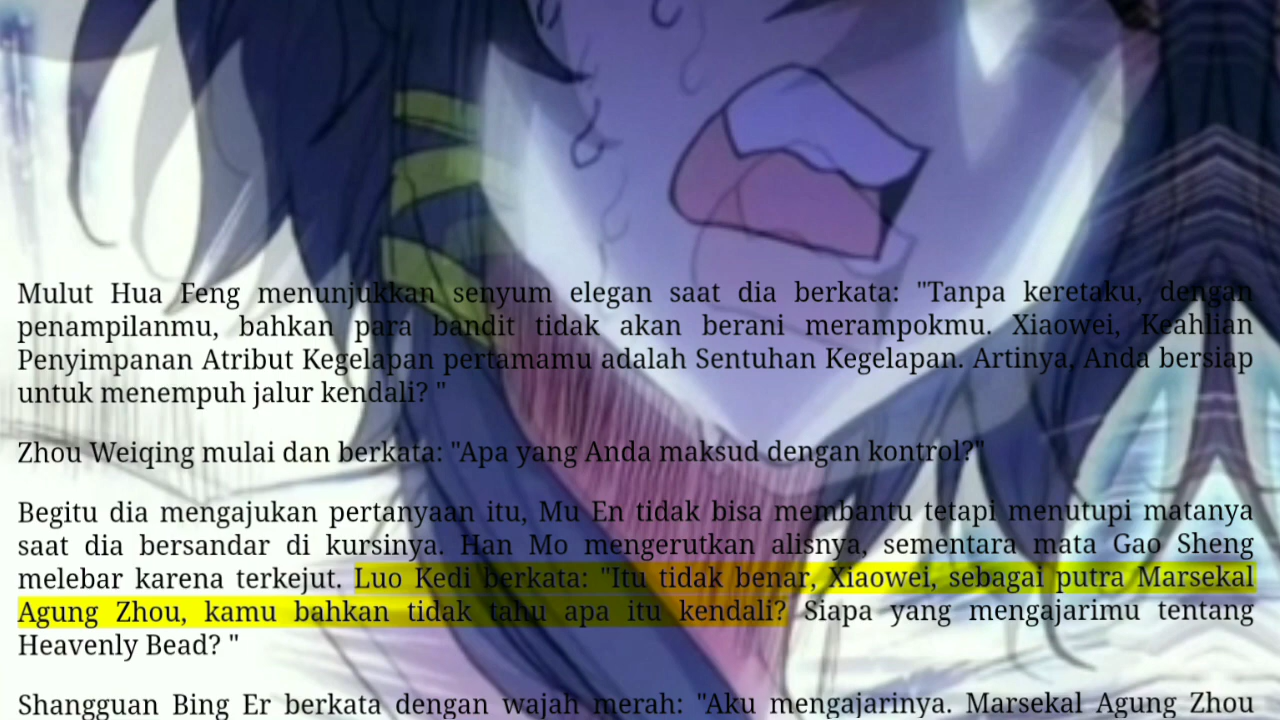 Mulut Hua Feng menunjukkan senyum elegan saat dia berkata: "Tanpa keretaku, dengan
penampilanmu, bahkan para bandit tidak akan berani merampokmu. Xiaowei, Keahlian
Penyimpanan Atribut Kegelapan pertamamu adalah Sentuhan Kegelapan. Artinya, Anda bersiap
untuk menempuh jalur kendali? "
Zhou Weiqing mulai dan berkata: "Apa yang Anda maksud dengan kontrol?"
Begitu dia mengajukan pertanyaan itu, Mu En tidak bisa membantu tetapi menutupi matanya
saat dia bersandar di kursinya. Han Mo mengerutkan alisnya, sementara mata Gao Sheng
melebar karena terkejut. Luo Kedi berkata: "Itu tidak benar, Xiaowei, sebagai putra Marsekal
Agung Zhou, kamu bahkan tidak tahu apa itu kendali? Siapa yang mengajarimu tentang
Heavenly Bead? "
Shangguan Bing Er berkata dengan wajah merah: "Aku mengajarinya. Marsekal Agung Zhou